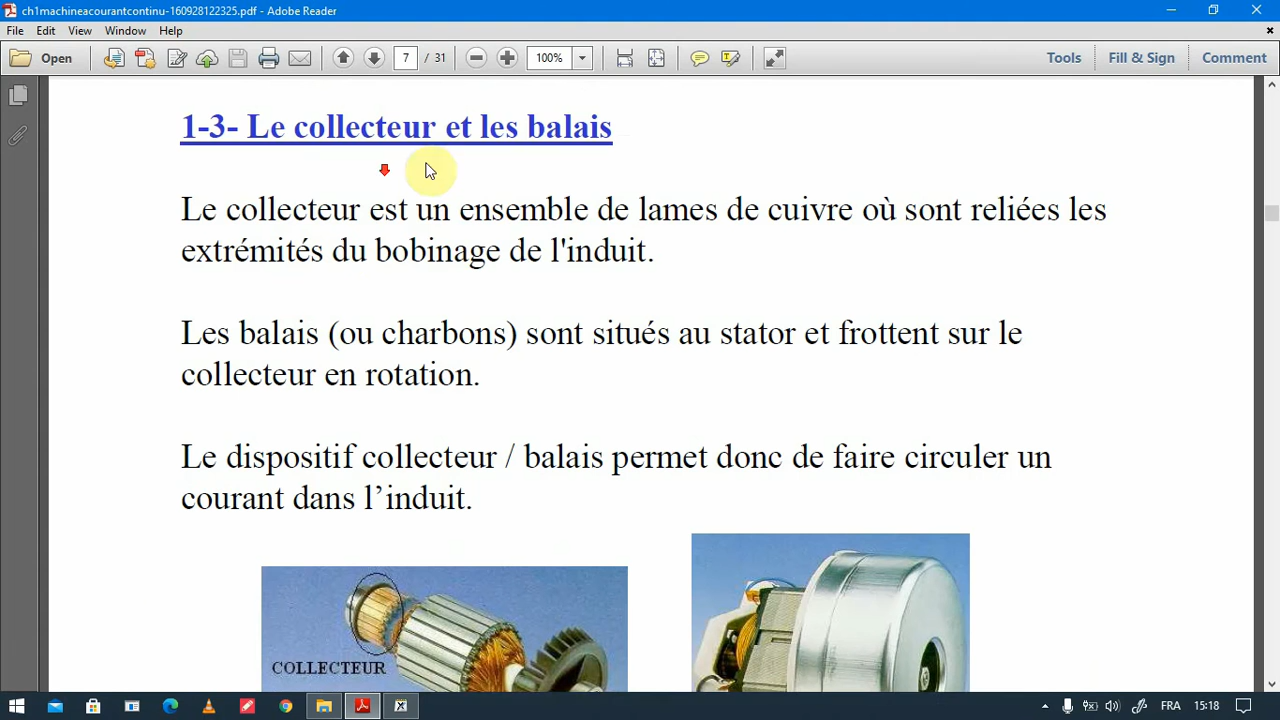 ch1machineacourantcontinu-160928122325.pdf - Adobe Reader
File Edit View Window Help
Open 7 / 31 100% Tools Fill & Sign Comment
1-3- Le collecteur et les balais
Le collecteur est un ensemble de lames de cuivre où sont reliées les
extrémités du bobinage de l'induit.
Les balais (ou charbons) sont situés au stator et frottent sur le
collecteur en rotation.
Le dispositif collecteur / balais permet donc de faire circuler un
courant dans l’induit.
COLLECTEUR
FRA 15:18